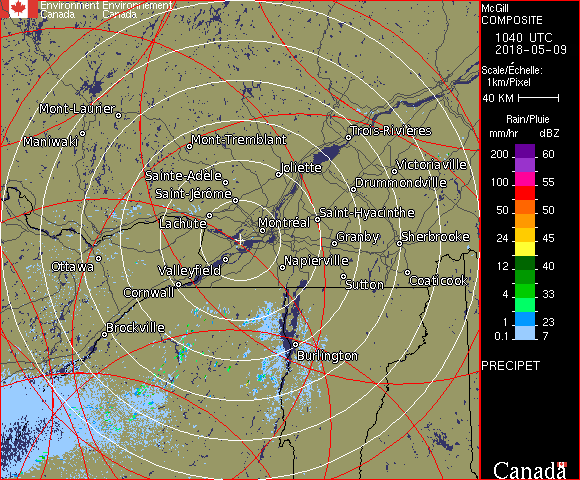 Environment Environnement
Canada Canada
McGill
COMPOSITE
1040 UTC
2018-05-09
Scale/Échelle:
1km/Pixel
40 KM
Rain/Pluie
mm/hr dBZ
200 60
100 55
50 50
24 45
12 40
4 33
1 23
0.1 7
PRECIPET
Canada
Mont-Laurier
Maniwaki
Mont-Tremblant
Trois-Rivières
Joliette
Victoriaville
Sainte-Adèle
Drummondville
Saint-Jérôme
Lachute
Saint-Hyacinthe
Montréal
Granby
Sherbrooke
Ottawa
Valleyfield
Napierville
Cornwall
Sutton
Coaticook
Brockville
Burlington